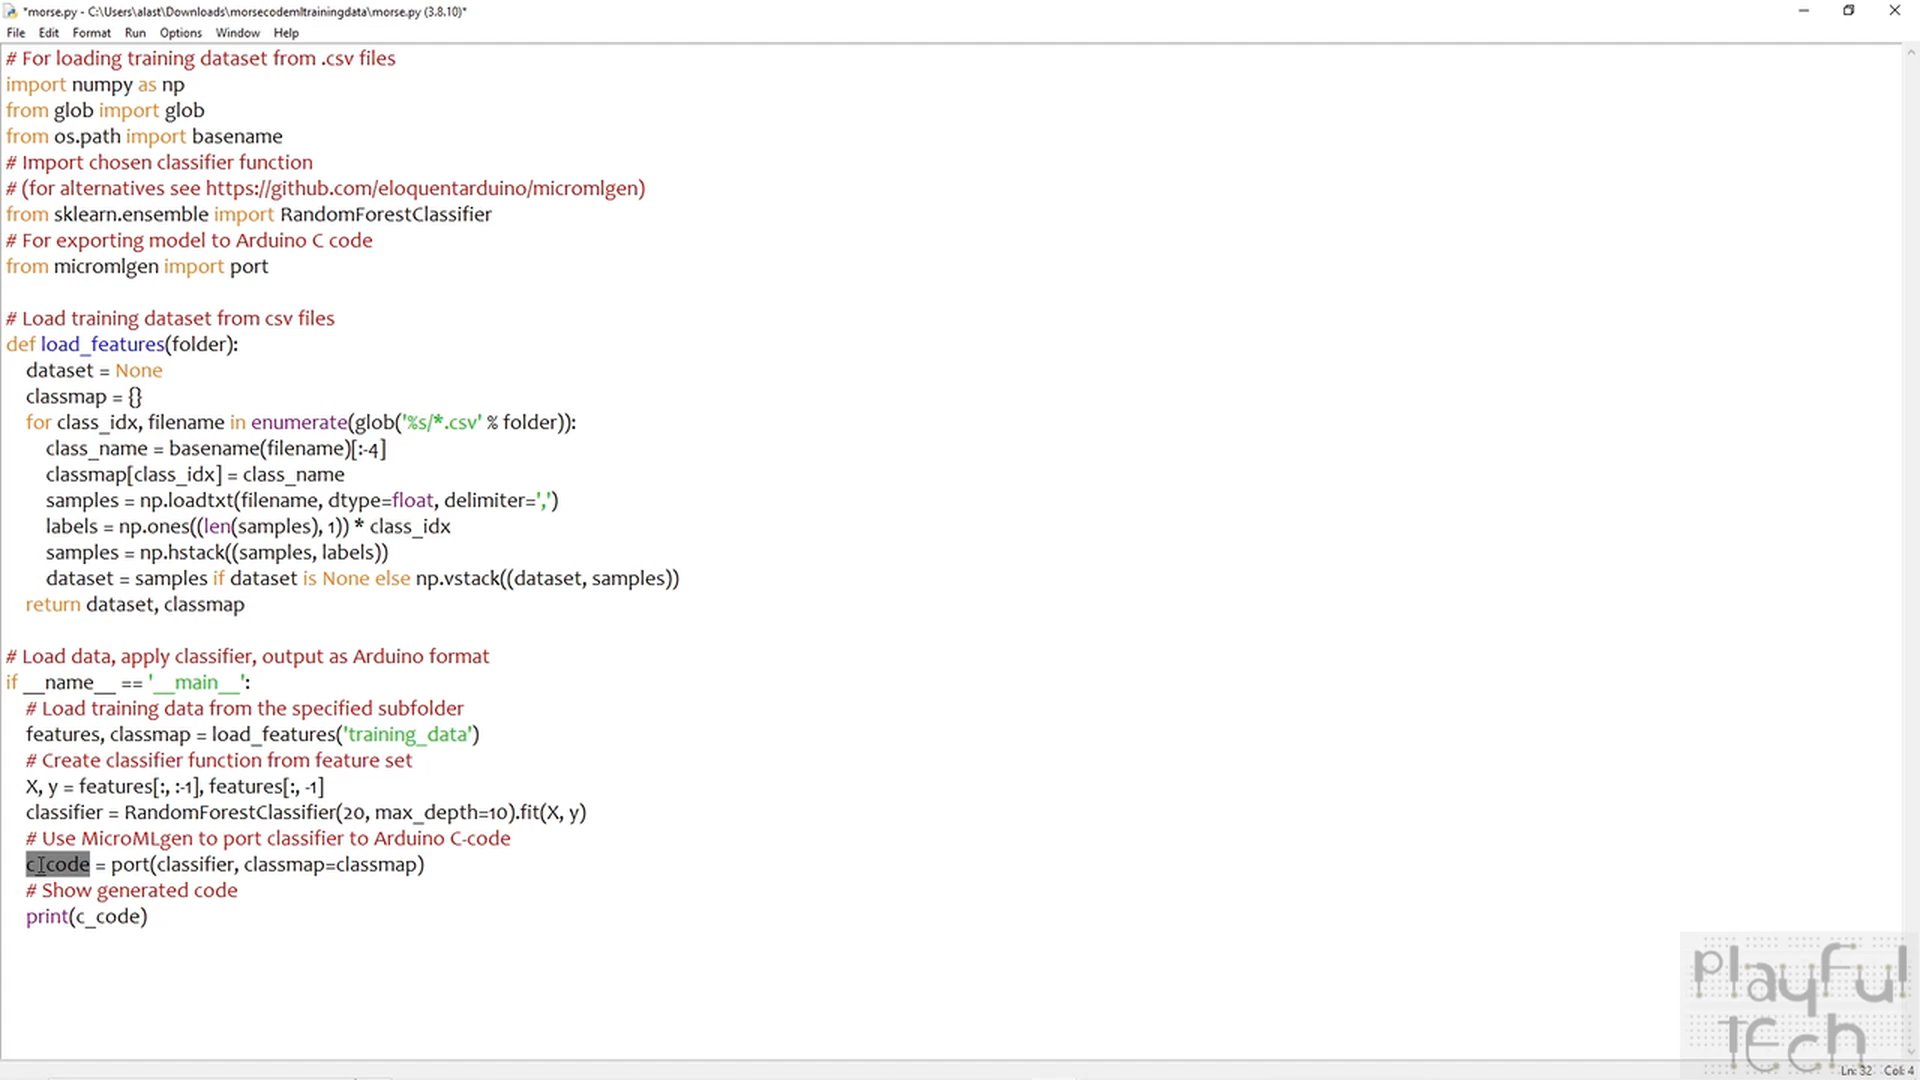 *morse.py - C:\Users\alast\Downloads\morsecodemltrainingdata\morse.py (3.8.10)*
File Edit Format Run Options Window Help
# For loading training dataset from .csv files
import numpy as np
from glob import glob
from os.path import basename
# Import chosen classifier function
# (for alternatives see https://github.com/eloquentarduino/micromlgen)
from sklearn.ensemble import RandomForestClassifier
# For exporting model to Arduino C code
from micromlgen import port
# Load training dataset from csv files
def load_features(folder):
    dataset = None
    classmap = {}
    for class_idx, filename in enumerate(glob('%s/*.csv' % folder)):
        class_name = basename(filename)[:-4]
        classmap[class_idx] = class_name
        samples = np.loadtxt(filename, dtype=float, delimiter=',')
        labels = np.ones((len(samples), 1)) * class_idx
        samples = np.hstack((samples, labels))
        dataset = samples if dataset is None else np.vstack((dataset, samples))
    return dataset, classmap
# Load data, apply classifier, output as Arduino format
if __name__ == '__main__':
    # Load training data from the specified subfolder
    features, classmap = load_features('training_data')
    # Create classifier function from feature set
    X, y = features[:, :-1], features[:, -1]
    classifier = RandomForestClassifier(20, max_depth=10).fit(X, y)
    # Use MicroMLgen to port classifier to Arduino C-code
    c_code = port(classifier, classmap=classmap)
    # Show generated code
    print(c_code)
playful
tech
Ln: 32 Col: 4